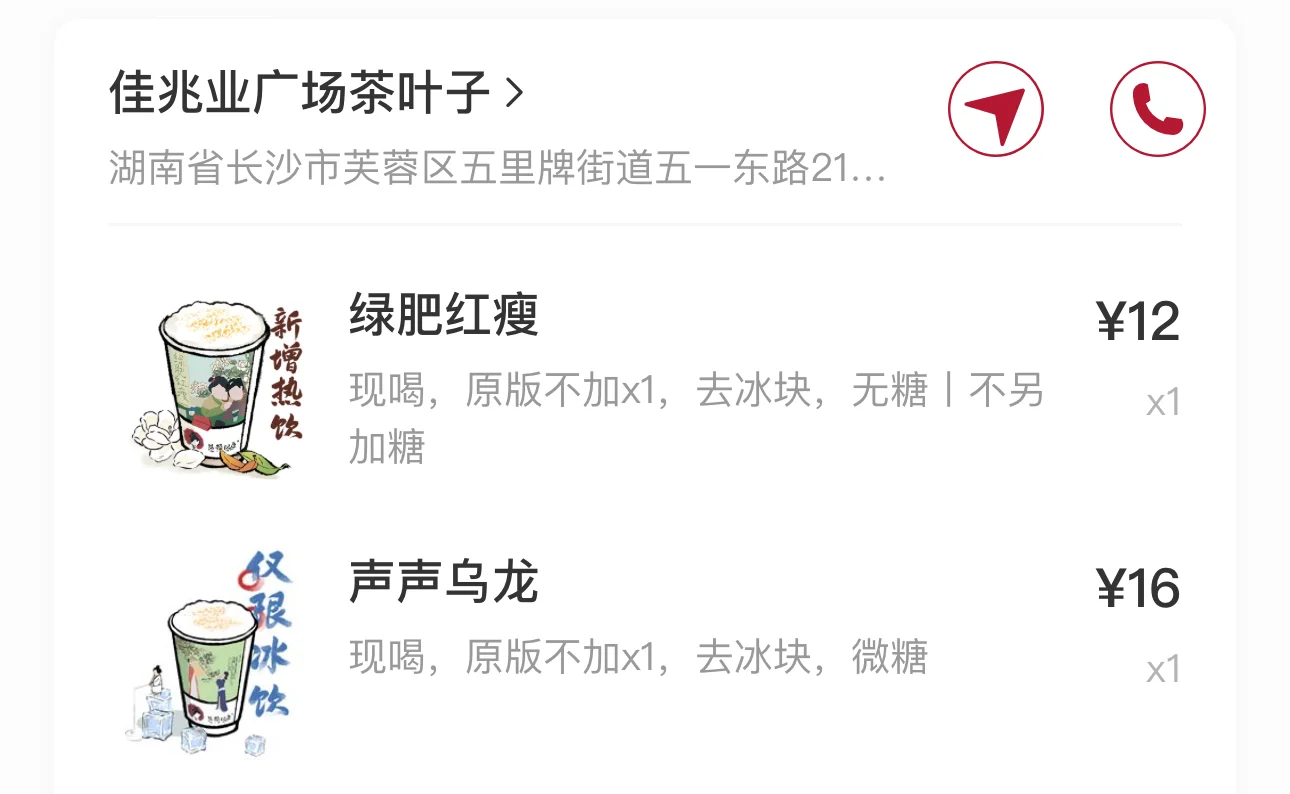 佳兆业广场茶叶子 >
湖南省长沙市芙蓉区五里牌街道五一东路21...
新增热饮
绿肥红瘦
¥12
现喝，原版不加x1，去冰块，无糖丨不另
加糖
x1
仅限冰饮
声声乌龙
¥16
现喝，原版不加x1，去冰块，微糖
x1